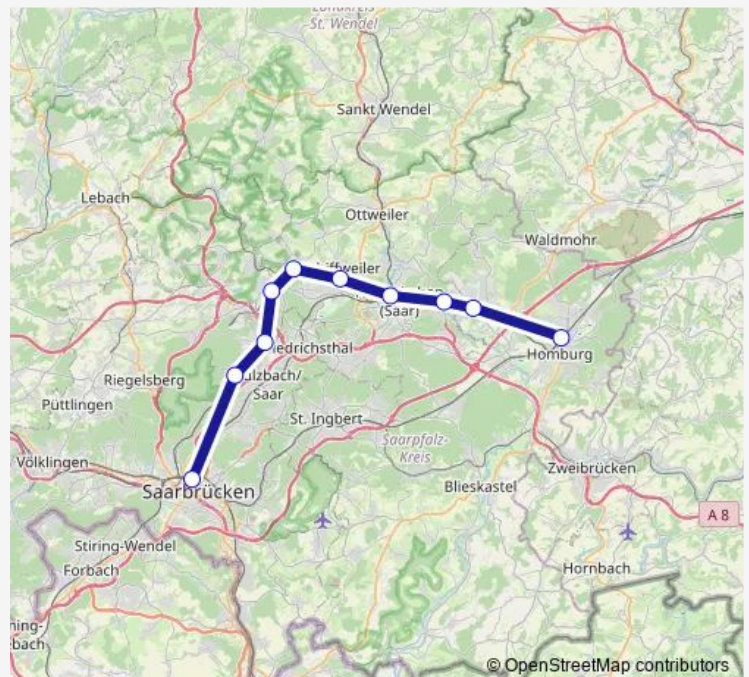 Landkreis
St. Wendel
Sankt Wendel
Lebach
Ottweiler
Waldmohr
iffweiler
(Saar)
iedrichsthal
Homburg
Riegelsberg
ulzbach/
Saar
Püttlingen
St. Ingbert
Saarpfalz-
Kreis
Völklingen
Zweibrücken
Saarbrücken
Blieskastel
A 8
Stiring-Wendel
Forbach
Hornbach
ning-
ebach
© OpenStreetMap contributors